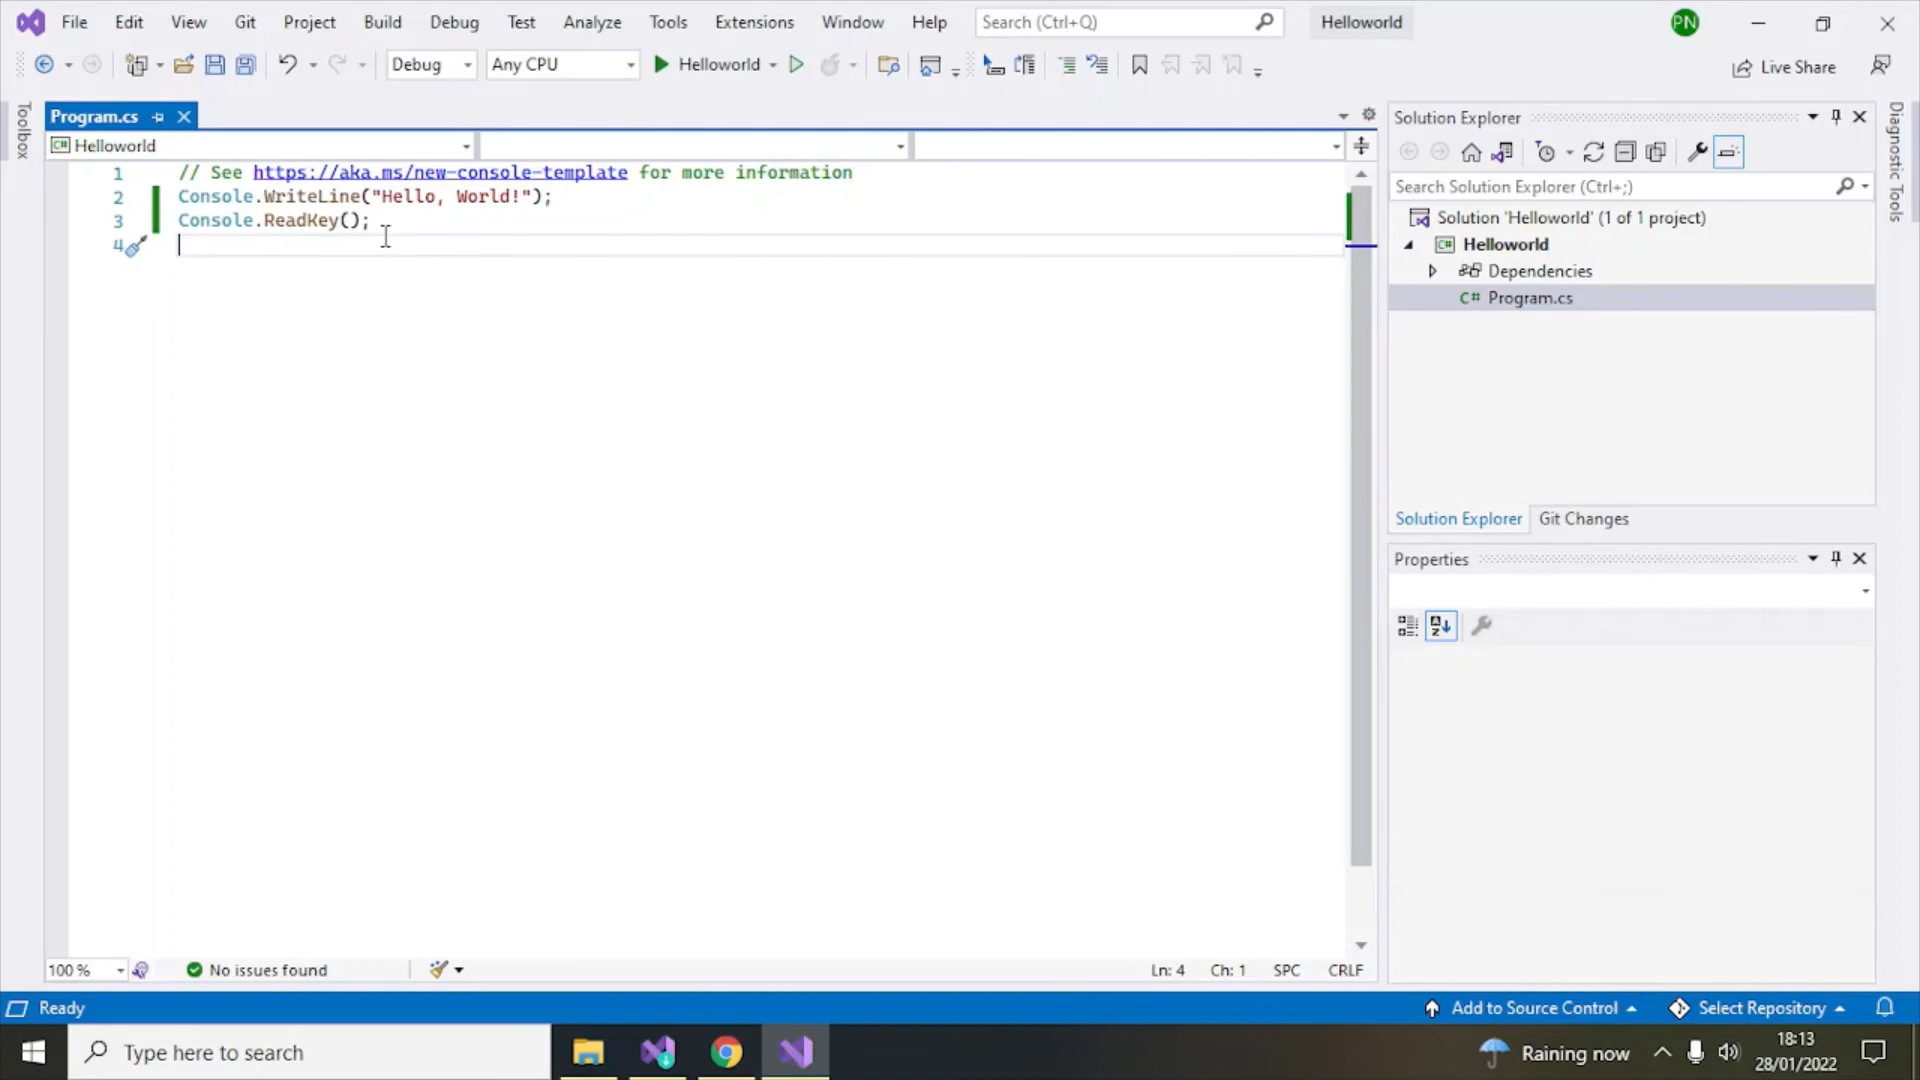 File Edit View Git Project Build Debug Test Analyze Tools Extensions Window Help Search (Ctrl+Q) Helloworld PN
Debug Any CPU Helloworld Live Share
Toolbox
Program.cs
Helloworld
1 // See https://aka.ms/new-console-template for more information
2 Console.WriteLine("Hello, World!");
3 Console.ReadKey();
4
100 % No issues found Ln: 4 Ch: 1 SPC CRLF
Solution Explorer
Search Solution Explorer (Ctrl+;)
Solution 'Helloworld' (1 of 1 project)
C# Helloworld
Dependencies
C# Program.cs
Solution Explorer Git Changes
Properties
Diagnostic Tools
Ready Add to Source Control Select Repository
Type here to search Raining now 18:13
28/01/2022